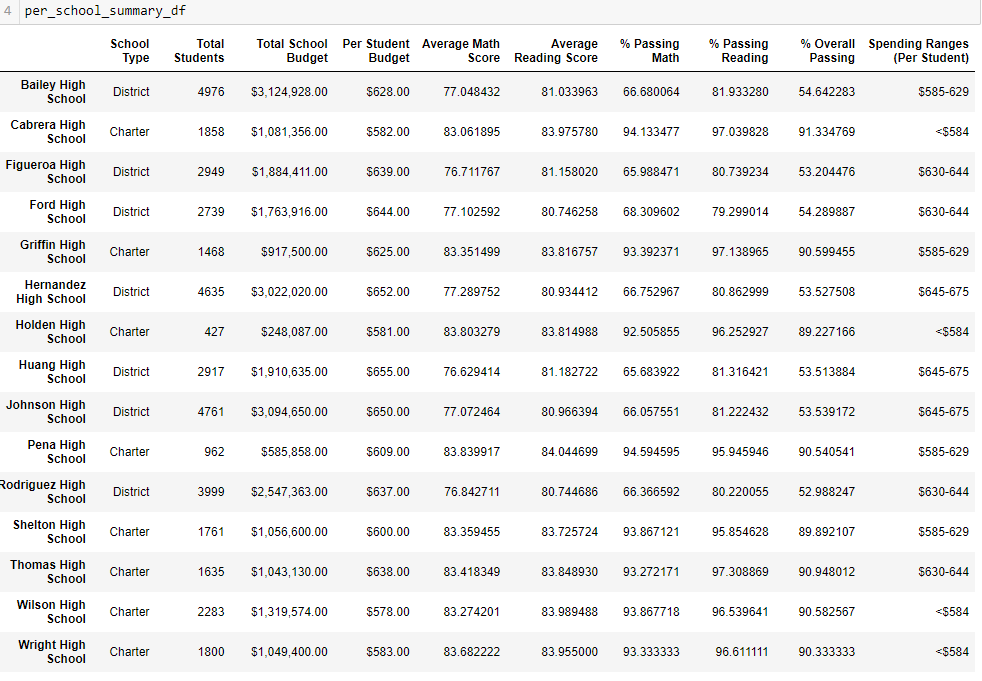 4 per_school_summary_df
School Type Total Students Total School Budget Per Student Budget Average Math Score Average Reading Score % Passing Math % Passing Reading % Overall Passing Spending Ranges (Per Student)
Bailey High School District 4976 $3,124,928.00 $628.00 77.048432 81.033963 66.680064 81.933280 54.642283 $585-629
Cabrera High School Charter 1858 $1,081,356.00 $582.00 83.061895 83.975780 94.133477 97.039828 91.334769 <$584
Figueroa High School District 2949 $1,884,411.00 $639.00 76.711767 81.158020 65.988471 80.739234 53.204476 $630-644
Ford High School District 2739 $1,763,916.00 $644.00 77.102592 80.746258 68.309602 79.299014 54.289887 $630-644
Griffin High School Charter 1468 $917,500.00 $625.00 83.351499 83.816757 93.392371 97.138965 90.599455 $585-629
Hernandez High School District 4635 $3,022,020.00 $652.00 77.289752 80.934412 66.752967 80.862999 53.527508 $645-675
Holden High School Charter 427 $248,087.00 $581.00 83.803279 83.814988 92.505855 96.252927 89.227166 <$584
Huang High School District 2917 $1,910,635.00 $655.00 76.629414 81.182722 65.683922 81.316421 53.513884 $645-675
Johnson High School District 4761 $3,094,650.00 $650.00 77.072464 80.966394 66.057551 81.222432 53.539172 $645-675
Pena High School Charter 962 $585,858.00 $609.00 83.839917 84.044699 94.594595 95.945946 90.540541 $585-629
Rodriguez High School District 3999 $2,547,363.00 $637.00 76.842711 80.744686 66.366592 80.220055 52.988247 $630-644
Shelton High School Charter 1761 $1,056,600.00 $600.00 83.359455 83.725724 93.867121 95.854628 89.892107 $585-629
Thomas High School Charter 1635 $1,043,130.00 $638.00 83.418349 83.848930 93.272171 97.308869 90.948012 $630-644
Wilson High School Charter 2283 $1,319,574.00 $578.00 83.274201 83.989488 93.867718 96.539641 90.582567 <$584
Wright High School Charter 1800 $1,049,400.00 $583.00 83.682222 83.955000 93.333333 96.611111 90.333333 <$584